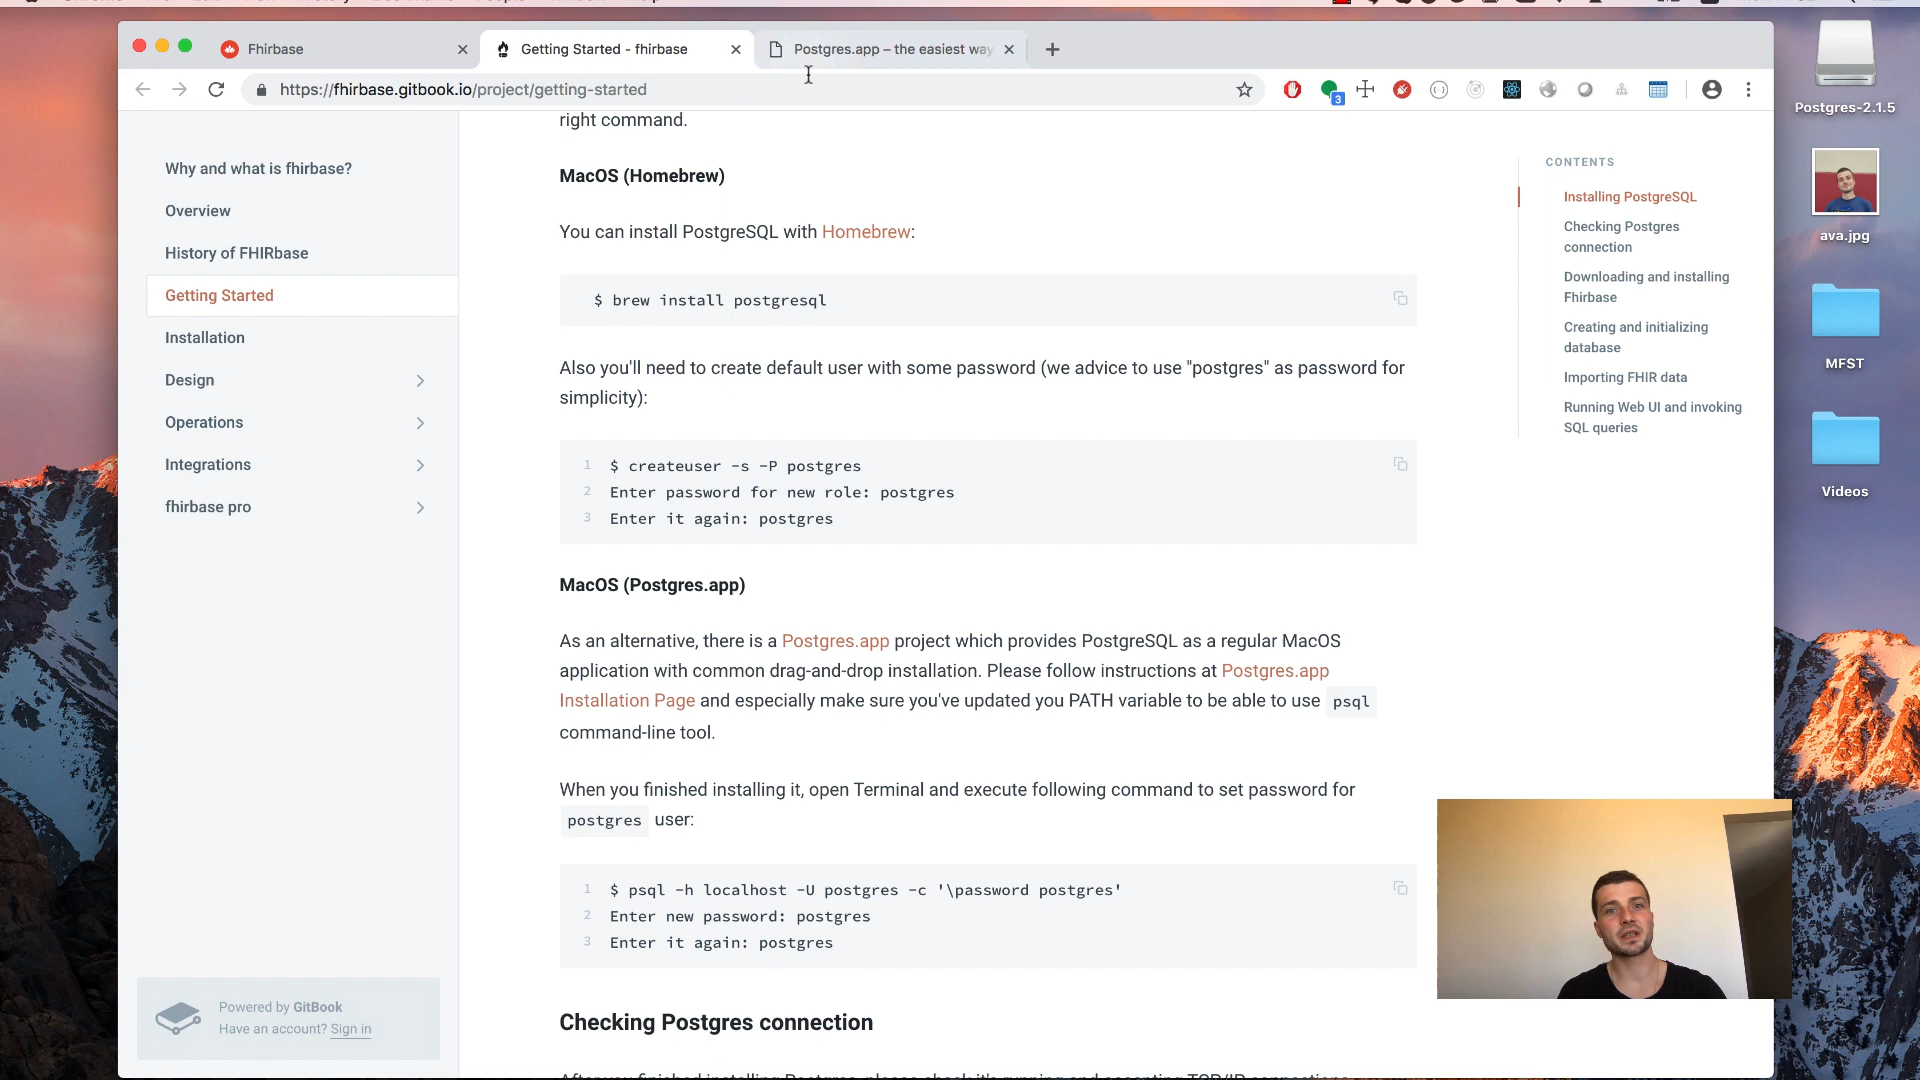 Fhirbase
Getting Started - fhirbase
Postgres.app – the easiest way
https://fhirbase.gitbook.io/project/getting-started
3
Why and what is fhirbase?
Overview
History of FHIRbase
Getting Started
Installation
Design
Operations
Integrations
fhirbase pro
Powered by GitBook
Have an account? Sign in
right command.
MacOS (Homebrew)
You can install PostgreSQL with Homebrew:
$ brew install postgresql
Also you'll need to create default user with some password (we advice to use "postgres" as password for
simplicity):
1 $ createuser -s -P postgres
2 Enter password for new role: postgres
3 Enter it again: postgres
MacOS (Postgres.app)
As an alternative, there is a Postgres.app project which provides PostgreSQL as a regular MacOS
application with common drag-and-drop installation. Please follow instructions at Postgres.app
Installation Page and especially make sure you've updated you PATH variable to be able to use psql
command-line tool.
When you finished installing it, open Terminal and execute following command to set password for
postgres user:
1 $ psql -h localhost -U postgres -c '\password postgres'
2 Enter new password: postgres
3 Enter it again: postgres
Checking Postgres connection
CONTENTS
Installing PostgreSQL
Checking Postgres
connection
Downloading and installing
Fhirbase
Creating and initializing
database
Importing FHIR data
Running Web UI and invoking
SQL queries
Postgres-2.1.5
ava.jpg
MFST
Videos